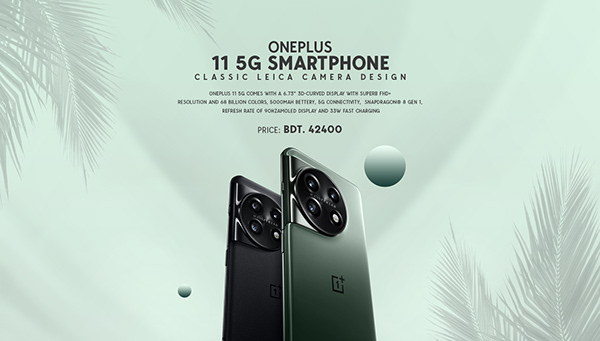 ONEPLUS
11 5G SMARTPHONE
CLASSIC LEICA CAMERA DESIGN
ONEPLUS 11 5G COMES WITH A 6.73" 3D-CURVED DISPLAY WITH SUPERB FHD+
RESOLUTION AND 68 BILLION COLORS, 5000MAH BETTERY, 5G CONNECTIVITY, SNAPDRAGON® 8 GEN 1,
REFRESH RATE OF 90HZAMOLED DISPLAY AND 33W FAST CHARGING
PRICE: BDT. 42400